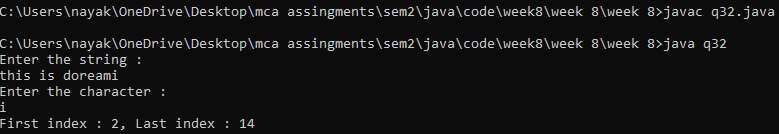 C:\Users\nayak\OneDrive\Desktop\mca assingments\sem2\java\code\week8\week 8\week 8>javac q32.java
C:\Users\nayak\OneDrive\Desktop\mca assingments\sem2\java\code\week8\week 8\week 8>java q32
Enter the string :
this is doreami
Enter the character :
i
First index : 2, Last index : 14